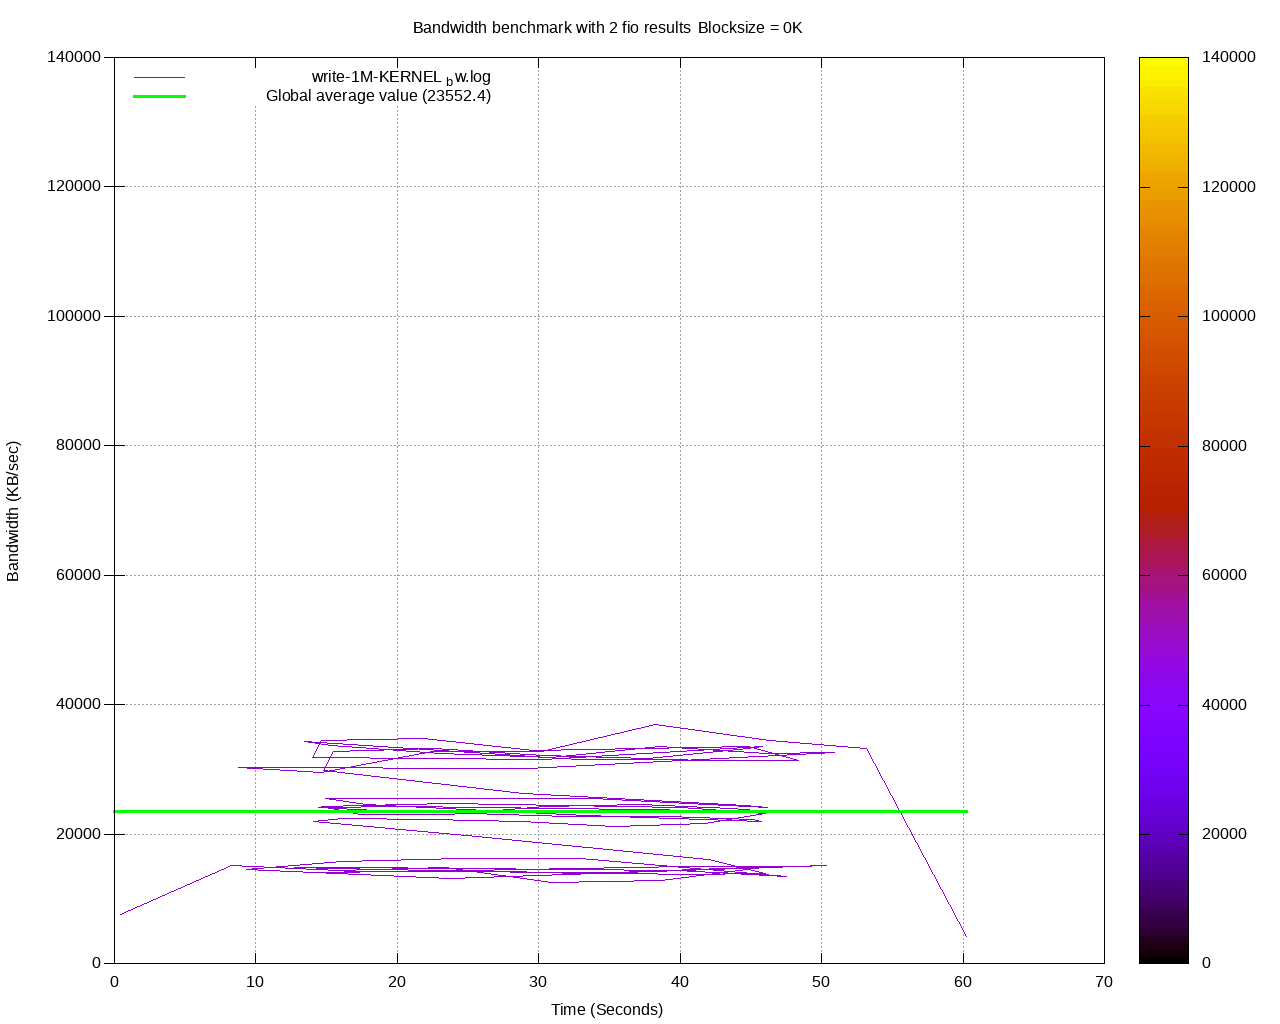 Bandwidth benchmark with 2 fio results Blocksize = 0K
write-1M-KERNEL bw.log
Global average value (23552.4)
140000
120000
100000
80000
60000
40000
20000
0
Bandwidth (KB/sec)
0 10 20 30 40 50 60 70
Time (Seconds)
140000
120000
100000
80000
60000
40000
20000
0